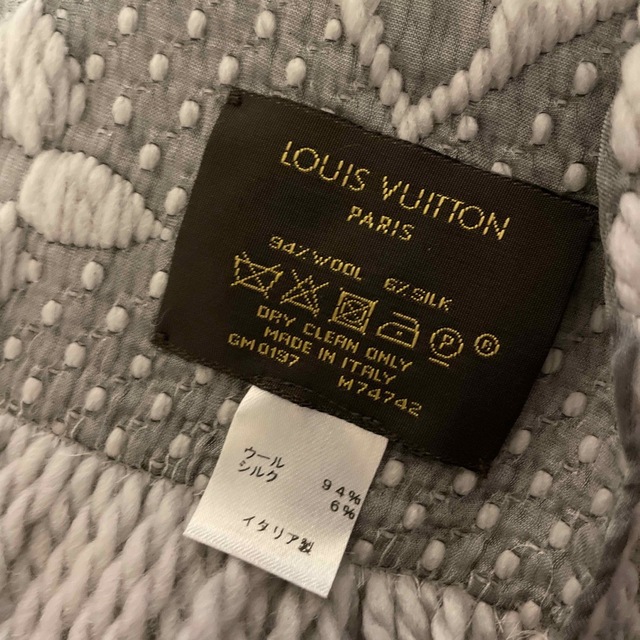 LOUIS VUITTON
PARIS
94% WOOL 6% SILK
P ®
DRY CLEAN ONLY
MADE IN ITALY
GM0137 M74742
ウール 94%
シルク 6%
イタリア製